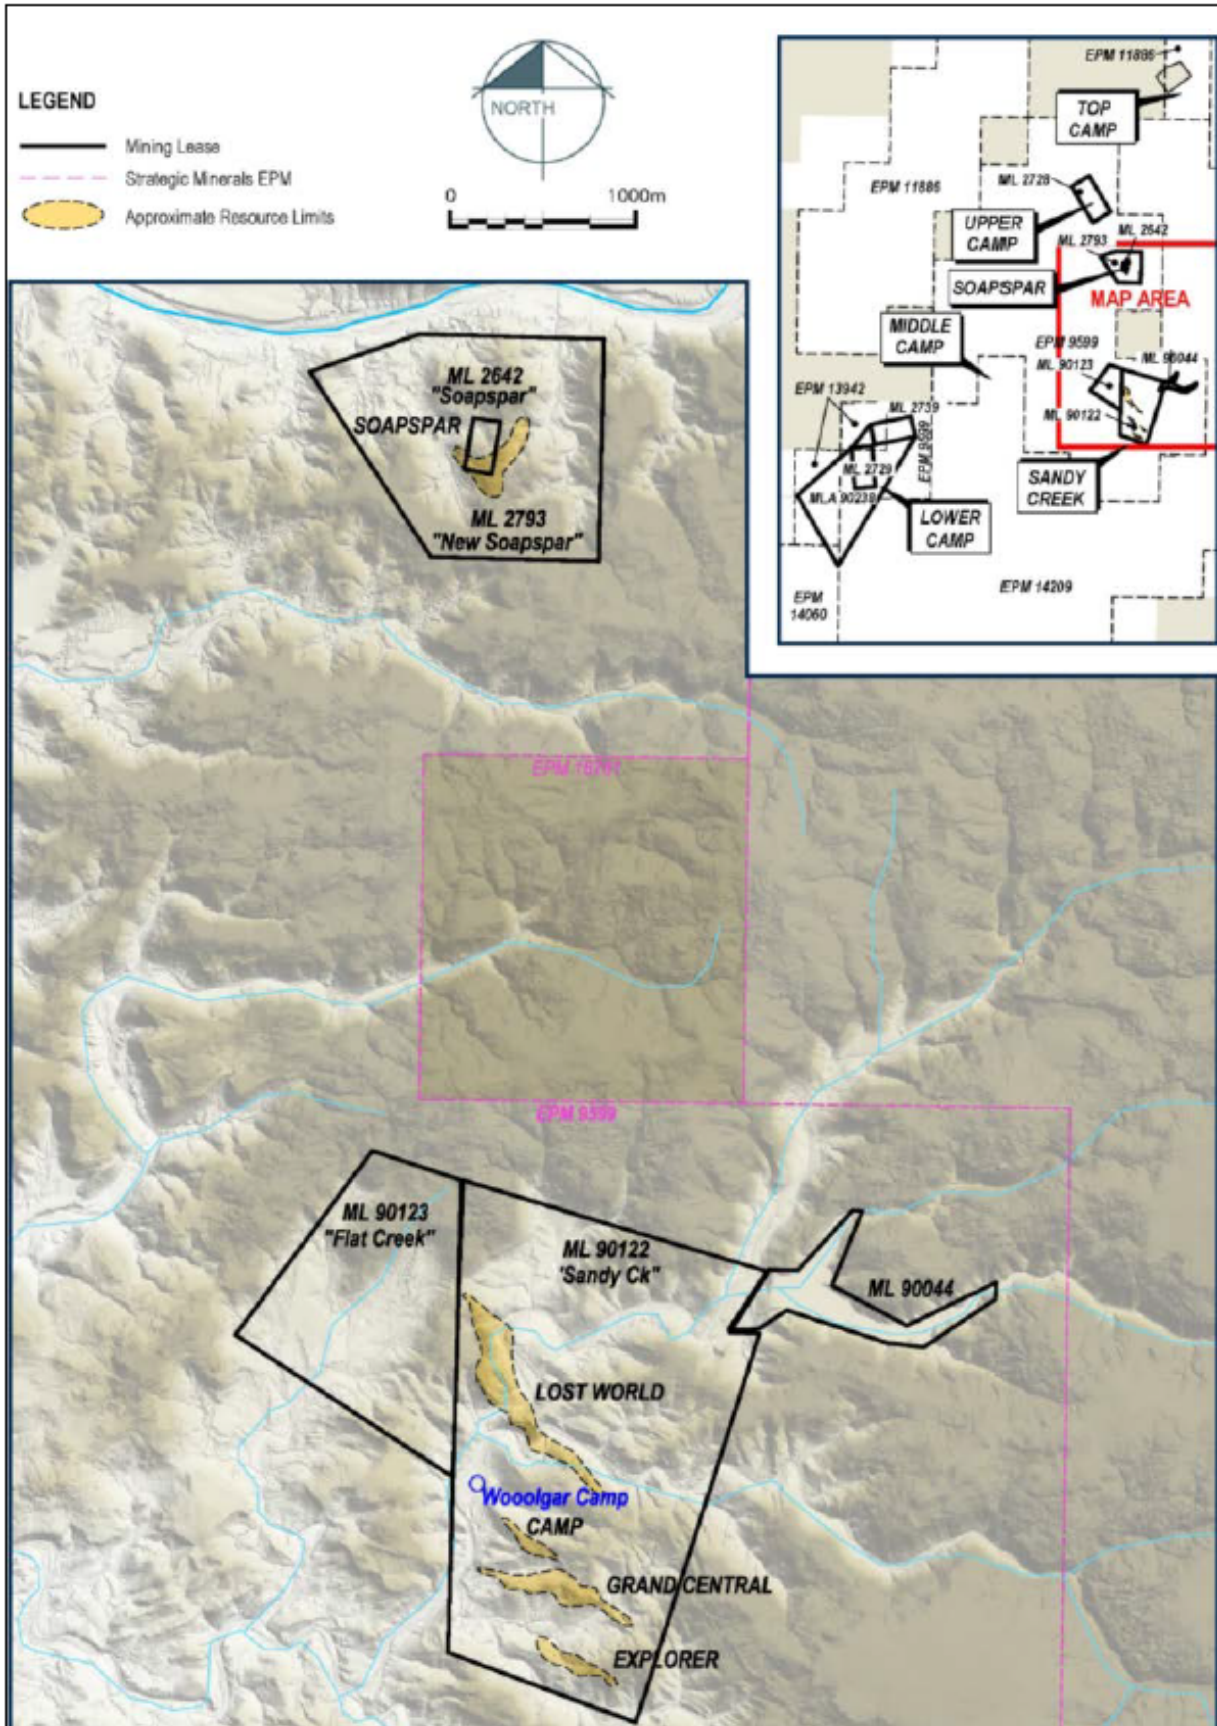 LEGEND
Mining Lease
Strategic Minerals EPM
Approximate Resource Limits
NORTH
0 1000m
EPM 11886
TOP
CAMP
EPM 11886
ML 2728
UPPER
CAMP
ML 2793
ML 2642
SOAPSPAR
MAP AREA
MIDDLE
CAMP
EPM 9599
ML 90123
ML 90044
EPM 13942
ML 2739
ML 90122
EPM 9599
ML 2729
MLA 90238
SANDY
CREEK
LOWER
CAMP
EPM
14060
EPM 14209
ML 2642
"Soapspar"
SOAPSPAR
ML 2793
"New Soapspar"
EPM
EPM 9599
ML 90123
"Flat Creek"
ML 90122
'Sandy Ck"
ML 90044
LOST WORLD
Wooolgar Camp
CAMP
GRAND CENTRAL
EXPLORER